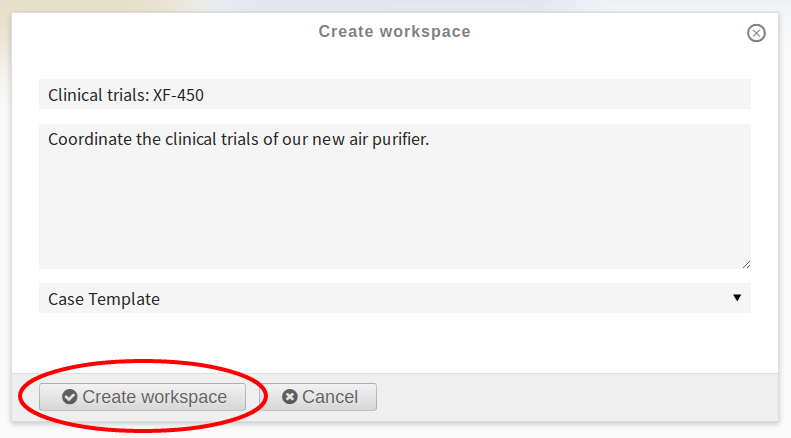 Create workspace
Clinical trials: XF-450
Coordinate the clinical trials of our new air purifier.
Case Template
Create workspace Cancel